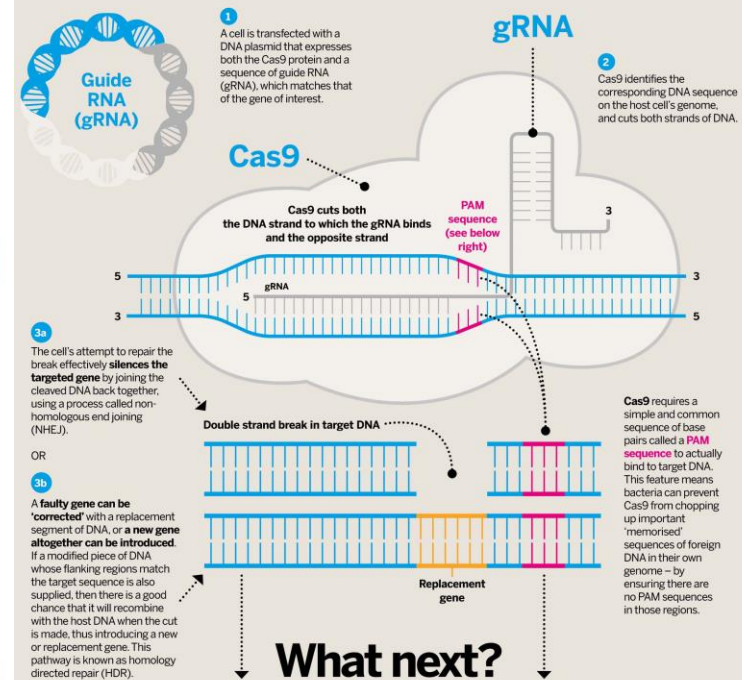 Guide
RNA
(gRNA)
1
A cell is transfected with a
DNA plasmid that expresses
both the Cas9 protein and a
sequence of guide RNA
(gRNA), which matches that
of the gene of interest.
gRNA
2
Cas9 identifies the
corresponding DNA sequence
on the host cell's genome,
and cuts both strands of DNA.
Cas9
Cas9 cuts both
the DNA strand to which the gRNA binds
and the opposite strand
PAM
sequence
(see below
right)
3
5
3
gRNA
5
3
5
3a
The cell's attempt to repair the
break effectively silences the
targeted gene by joining the
cleaved DNA back together,
using a process called non-
homologous end joining
(NHEJ).
OR
3b
A faulty gene can be
'corrected' with a replacement
segment of DNA, or a new gene
altogether can be introduced.
If a modified piece of DNA
whose flanking regions match
the target sequence is also
supplied, then there is a good
chance that it will recombine
with the host DNA when the cut
is made, thus introducing a new
or replacement gene. This
pathway is known as homology
directed repair (HDR).
Double strand break in target DNA
Replacement
gene
Cas9 requires a
simple and common
sequence of base
pairs called a PAM
sequence to actually
bind to target DNA.
This feature means
bacteria can prevent
Cas9 from chopping
up important
'memorised'
sequences of foreign
DNA in their own
genome – by
ensuring there are
no PAM sequences
in those regions.
What next?